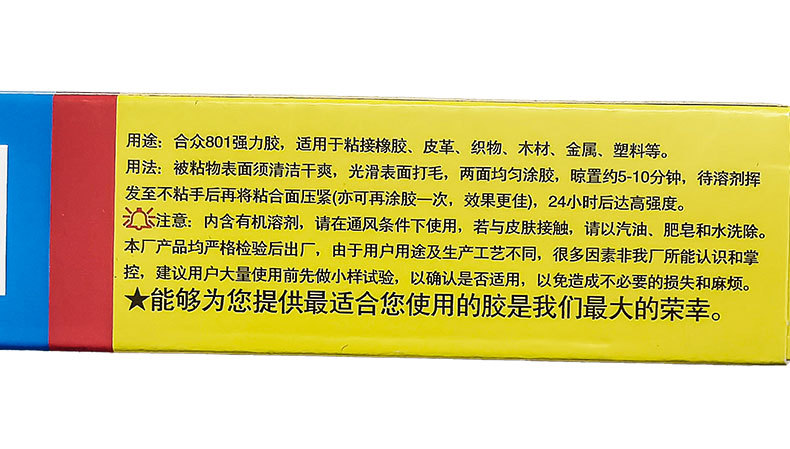 用途：合众801强力胶，适用于粘接橡胶、皮革、织物、木材、金属、塑料等。
用法：被粘物表面须清洁干爽，光滑表面打毛，两面均匀涂胶，晾置约5-10分钟，待溶剂挥
发至不粘手后再将粘合面压紧(亦可再涂胶一次，效果更佳)，24小时后达高强度。
注意：内含有机溶剂，请在通风条件下使用，若与皮肤接触，请以汽油、肥皂和水洗除。
本厂产品均严格检验后出厂，由于用户用途及生产工艺不同，很多因素非我厂所能认识和掌
控，建议用户大量使用前先做小样试验，以确认是否适用，以免造成不必要的损失和麻烦。
★能够为您提供最适合您使用的胶是我们最大的荣幸。